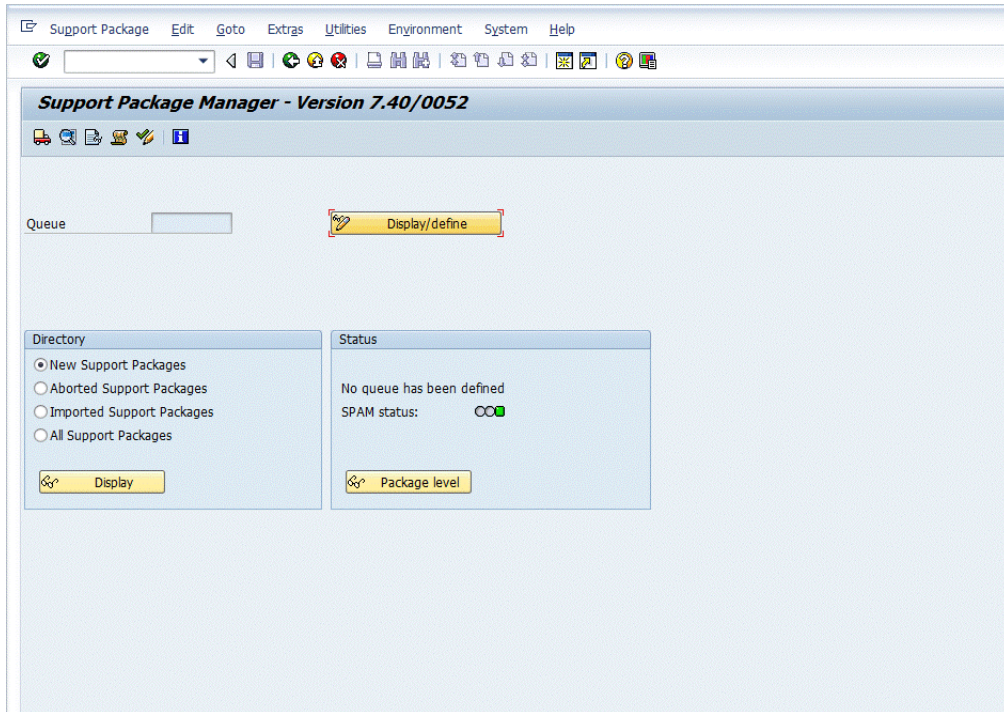 Support Package Edit Goto Extras Utilities Environment System Help
Support Package Manager - Version 7.40/0052
Queue Display/define
Directory
New Support Packages
Aborted Support Packages
Imported Support Packages
All Support Packages
Display
Status
No queue has been defined
SPAM status:
Package level